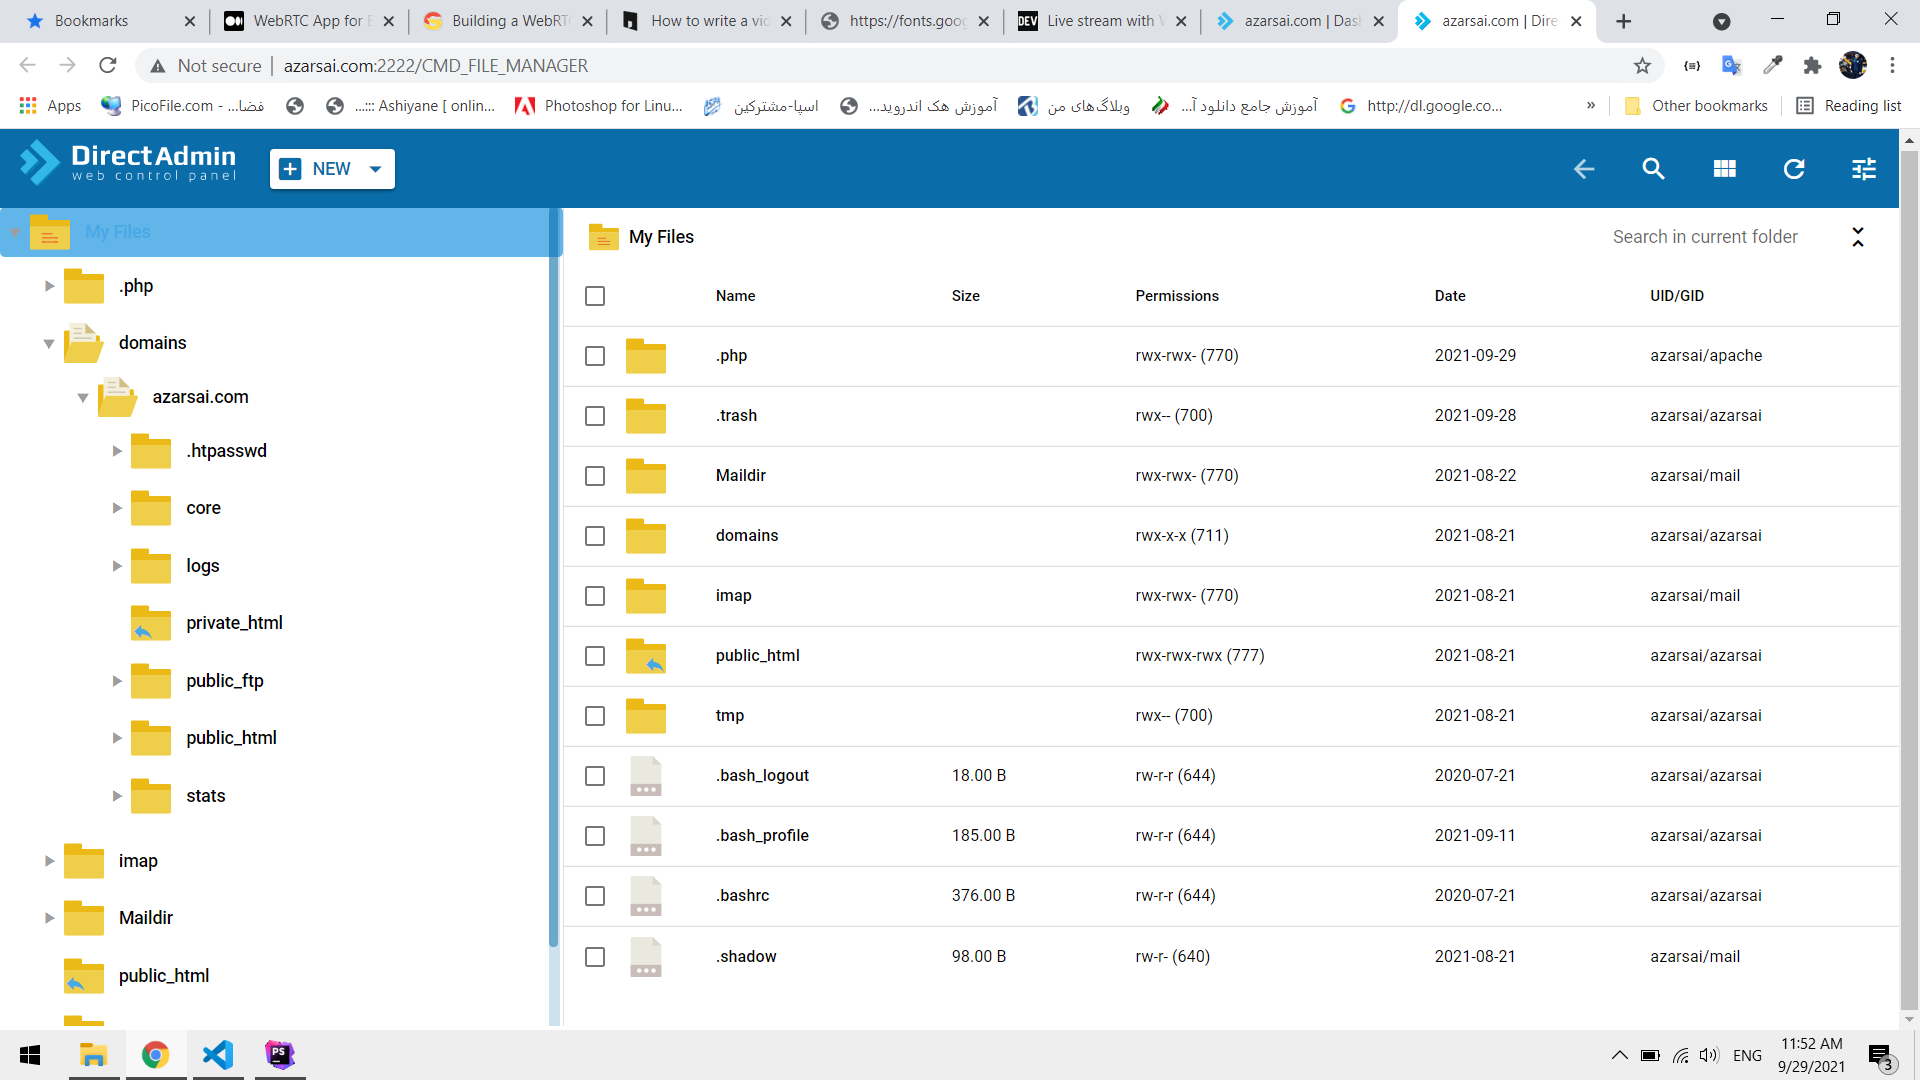 Bookmarks
WebRTC App for B
Building a WebRTC
How to write a vid
https://fonts.goog
Live stream with W
azarsai.com | Dash
azarsai.com | Direc
Not secure
azarsai.com:2222/CMD_FILE_MANAGER
Apps
PicoFile.com - فضا...
...::: Ashiyane [ onlin...
Photoshop for Linu...
اسپا-مشترکین
آموزش هک اندروید...
وبلاگ‌های من
آموزش جامع دانلود آ...
http://dl.google.co...
»
Other bookmarks
Reading list
DirectAdmin
web control panel
NEW
My Files
.php
domains
azarsai.com
.htpasswd
core
logs
private_html
public_ftp
public_html
stats
imap
Maildir
public_html
My Files
Search in current folder
Name Size Permissions Date UID/GID
.php rwx-rwx- (770) 2021-09-29 azarsai/apache
.trash rwx-- (700) 2021-09-28 azarsai/azarsai
Maildir rwx-rwx- (770) 2021-08-22 azarsai/mail
domains rwx-x-x (711) 2021-08-21 azarsai/azarsai
imap rwx-rwx- (770) 2021-08-21 azarsai/mail
public_html rwx-rwx-rwx (777) 2021-08-21 azarsai/azarsai
tmp rwx-- (700) 2021-08-21 azarsai/azarsai
.bash_logout 18.00 B rw-r-r (644) 2020-07-21 azarsai/azarsai
.bash_profile 185.00 B rw-r-r (644) 2021-09-11 azarsai/azarsai
.bashrc 376.00 B rw-r-r (644) 2020-07-21 azarsai/azarsai
.shadow 98.00 B rw-r- (640) 2021-08-21 azarsai/mail
PS
ENG
11:52 AM
9/29/2021
3